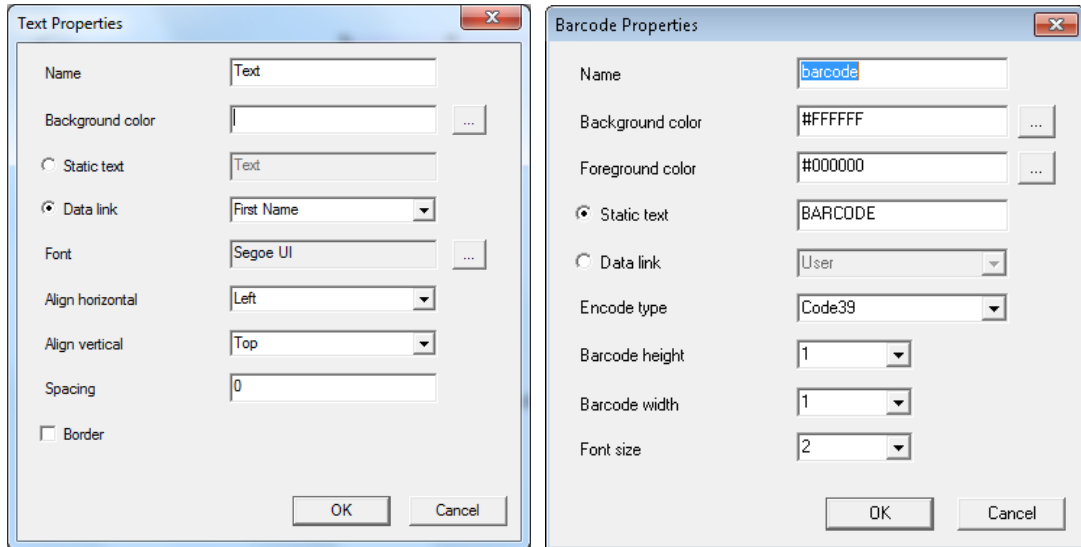 Text Properties
Name Text
Background color ...
Static text Text
Data link First Name
Font Segoe UI ...
Align horizontal Left
Align vertical Top
Spacing 0
Border
OK Cancel
Barcode Properties
Name barcode
Background color #FFFFFF ...
Foreground color #000000 ...
Static text BARCODE
Data link User
Encode type Code39
Barcode height 1
Barcode width 1
Font size 2
OK Cancel